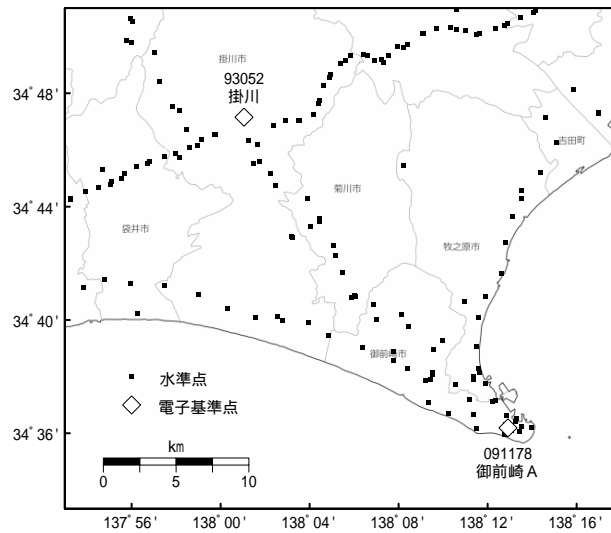 掛川市
93052
掛川
34˚ 48'
吉田町
菊川市
34˚ 44'
袋井市
牧之原市
34˚ 40'
御前崎市
水準点
電子基準点
34˚ 36'
km
0 5 10
091178
御前崎A
137˚ 56' 138˚ 00' 138˚ 04' 138˚ 08' 138˚ 12' 138˚ 16'